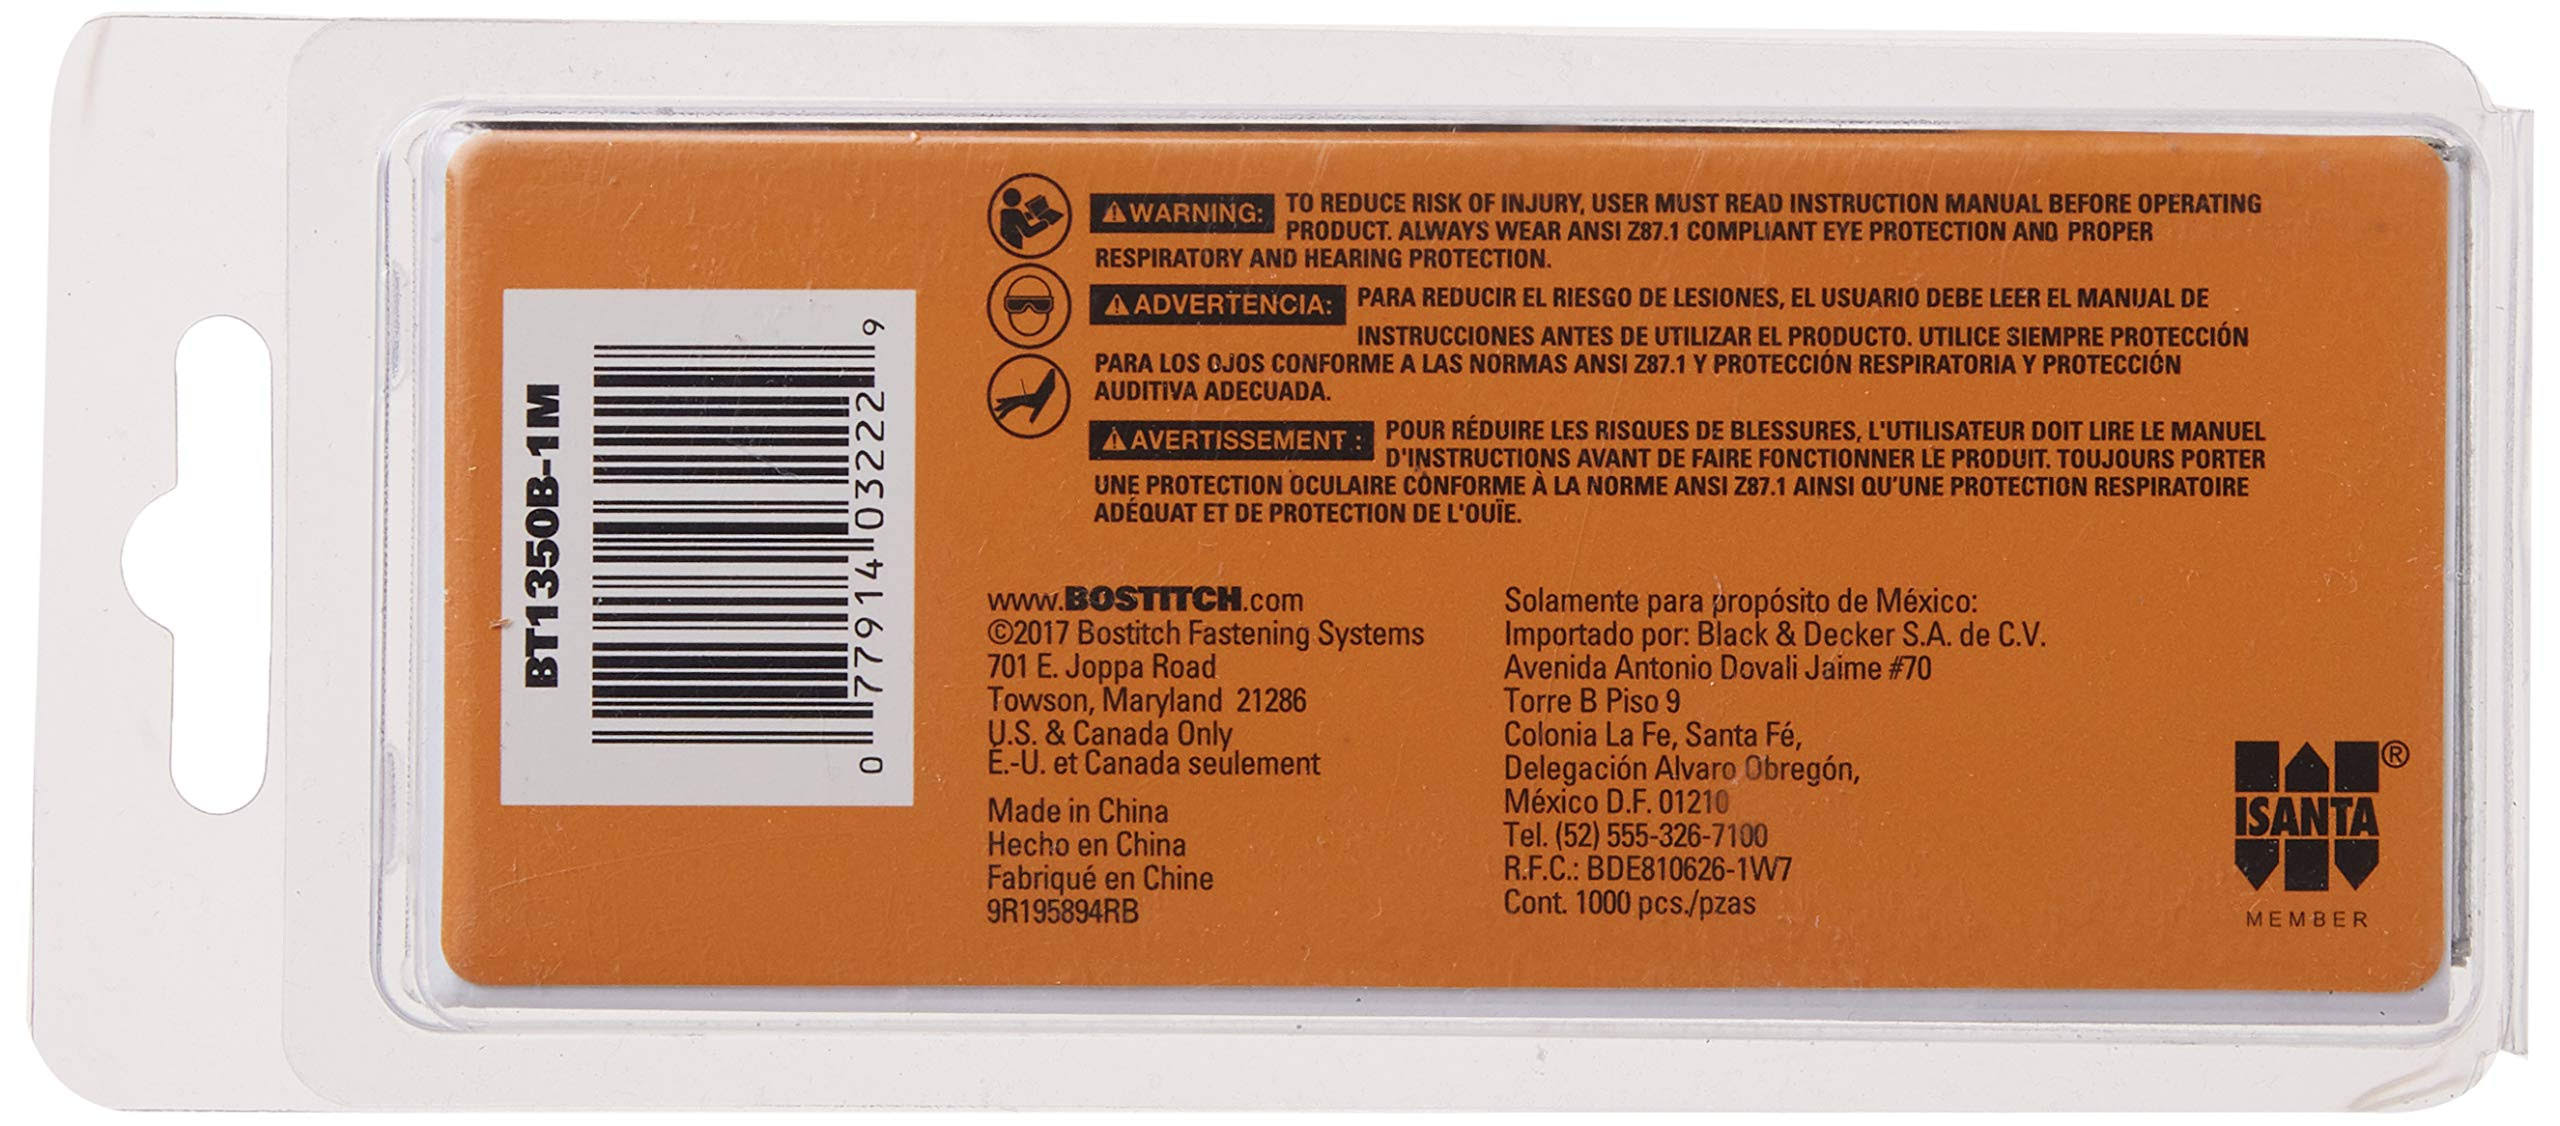 BT1350B-1M
0 77914 03222 9
⚠WARNING: TO REDUCE RISK OF INJURY, USER MUST READ INSTRUCTION MANUAL BEFORE OPERATING
PRODUCT. ALWAYS WEAR ANSI Z87.1 COMPLIANT EYE PROTECTION AND PROPER
RESPIRATORY AND HEARING PROTECTION.
⚠ADVERTENCIA: PARA REDUCIR EL RIESGO DE LESIONES, EL USUARIO DEBE LEER EL MANUAL DE
INSTRUCCIONES ANTES DE UTILIZAR EL PRODUCTO. UTILICE SIEMPRE PROTECCIÓN
PARA LOS OJOS CONFORME A LAS NORMAS ANSI Z87.1 Y PROTECCIÓN RESPIRATORIA Y PROTECCIÓN
AUDITIVA ADECUADA.
⚠AVERTISSEMENT : POUR RÉDUIRE LES RISQUES DE BLESSURES, L'UTILISATEUR DOIT LIRE LE MANUEL
D'INSTRUCTIONS AVANT DE FAIRE FONCTIONNER LE PRODUIT. TOUJOURS PORTER
UNE PROTECTION OCULAIRE CONFORME À LA NORME ANSI Z87.1 AINSI QU'UNE PROTECTION RESPIRATOIRE
ADÉQUAT ET DE PROTECTION DE L'OUÏE.
www.BOSTITCH.com
©2017 Bostitch Fastening Systems
701 E. Joppa Road
Towson, Maryland 21286
U.S. & Canada Only
É.-U. et Canada seulement
Made in China
Hecho en China
Fabriqué en Chine
9R195894RB
Solamente para propósito de México:
Importado por: Black & Decker S.A. de C.V.
Avenida Antonio Dovali Jaime #70
Torre B Piso 9
Colonia La Fe, Santa Fé,
Delegación Alvaro Obregón,
México D.F. 01210
Tel. (52) 555-326-7100
R.F.C.: BDE810626-1W7
Cont. 1000 pcs./pzas
ISANTA®
MEMBER